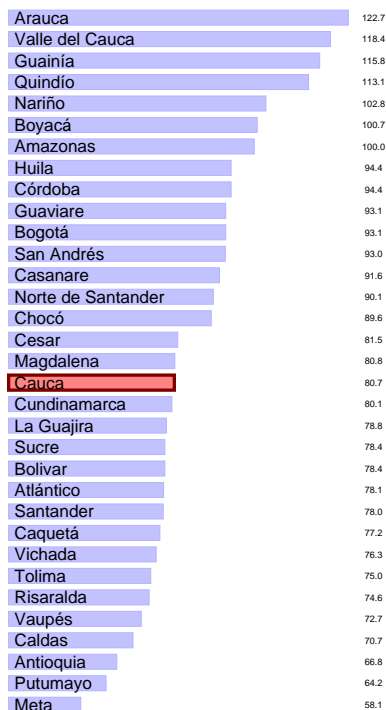 Arauca 122.7
Valle del Cauca 118.4
Guainía 115.8
Quindío 113.1
Nariño 102.8
Boyacá 100.7
Amazonas 100.0
Huila 94.4
Córdoba 94.4
Guaviare 93.1
Bogotá 93.1
San Andrés 93.0
Casanare 91.6
Norte de Santander 90.1
Chocó 89.6
Cesar 81.5
Magdalena 80.8
Cauca 80.7
Cundinamarca 80.1
La Guajira 78.8
Sucre 78.4
Bolivar 78.4
Atlántico 78.1
Santander 78.0
Caquetá 77.2
Vichada 76.3
Tolima 75.0
Risaralda 74.6
Vaupés 72.7
Caldas 70.7
Antioquia 66.8
Putumayo 64.2
Meta 58.1